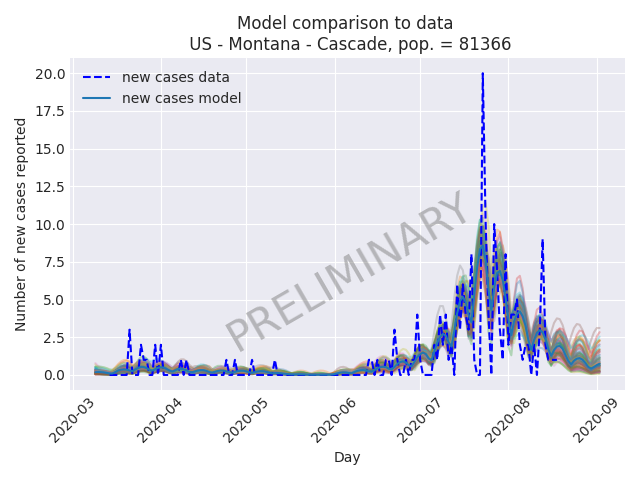 Model comparison to data
US - Montana - Cascade, pop. = 81366
new cases data
new cases model
Number of new cases reported
20.0
17.5
15.0
12.5
10.0
7.5
5.0
2.5
0.0
PRELIMINARY
2020-03
2020-04
2020-05
2020-06
2020-07
2020-08
2020-09
Day